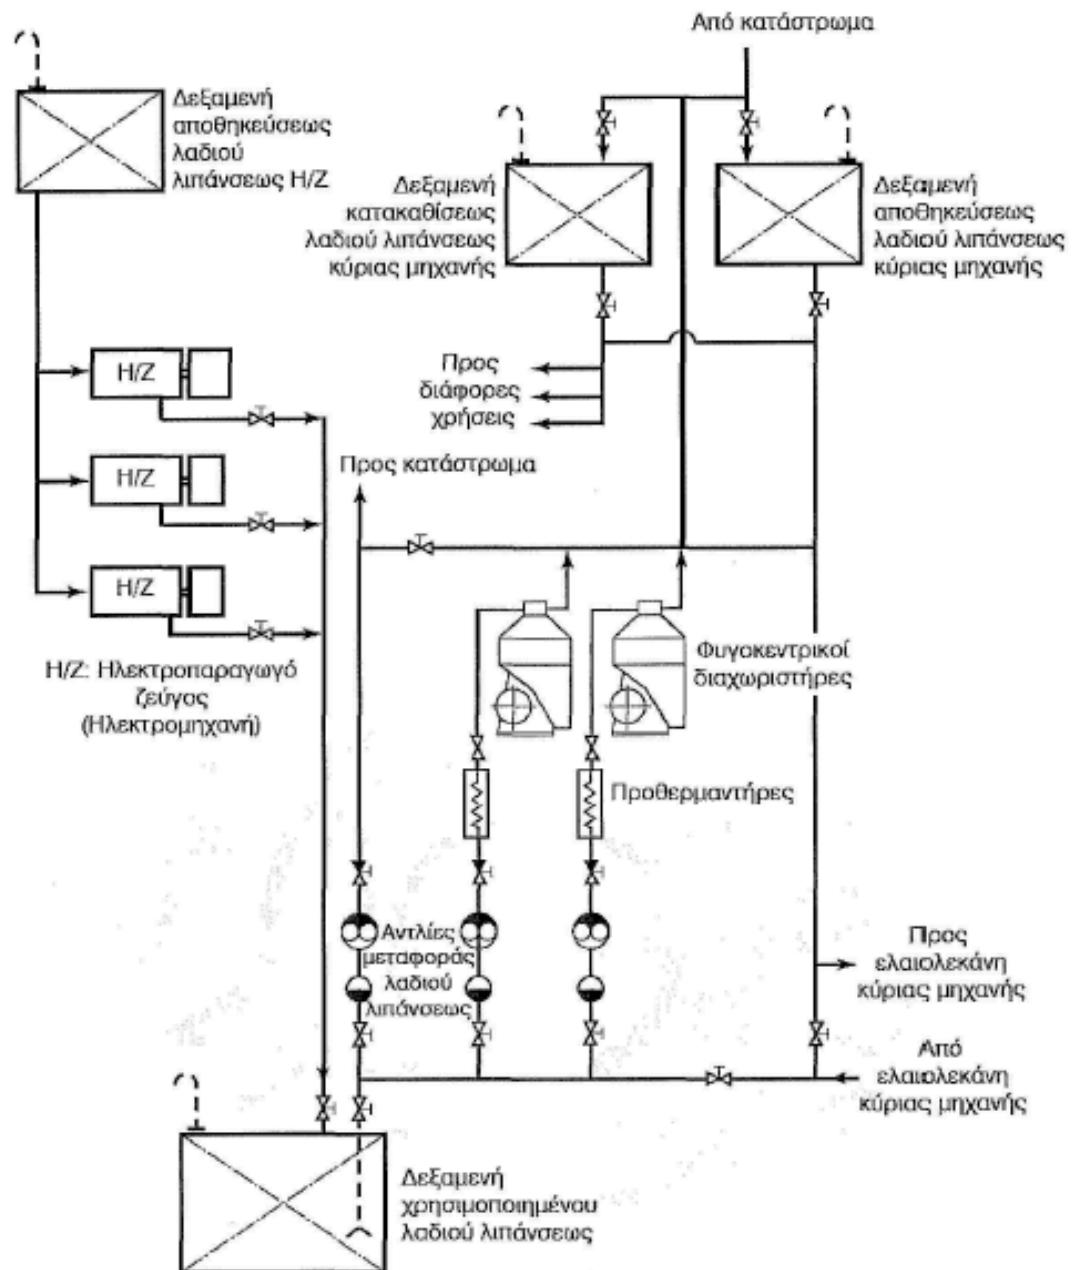 Από κατάστρωμα
Δεξαμενή
αποθηκεύσεως
λαδιού
λιπάνσεως Η/Ζ
Δεξαμενή
κατακαθίσεως
λαδιού λιπάνσεως
κύριας μηχανής
Δεξαμενή
αποθηκεύσεως
λαδιού λιπάνσεως
κύριας μηχανής
Η/Ζ
Προς
διάφορες
χρήσεις
Προς κατάστρωμα
Η/Ζ
Η/Ζ
Η/Ζ: Ηλεκτροπαραγωγό
ζεύγος
(Ηλεκτρομηχανή)
Φυγοκεντρικοί
διαχωριστήρες
Προθερμαντήρες
Αντλίες
μεταφοράς
λαδιού
λιπάνσεως
Προς
ελαιολεκάνη
κύριας μηχανής
Από
ελαιολεκάνη
κύριας μηχανής
Δεξαμενή
χρησιμοποιημένου
λαδιού λιπάνσεως